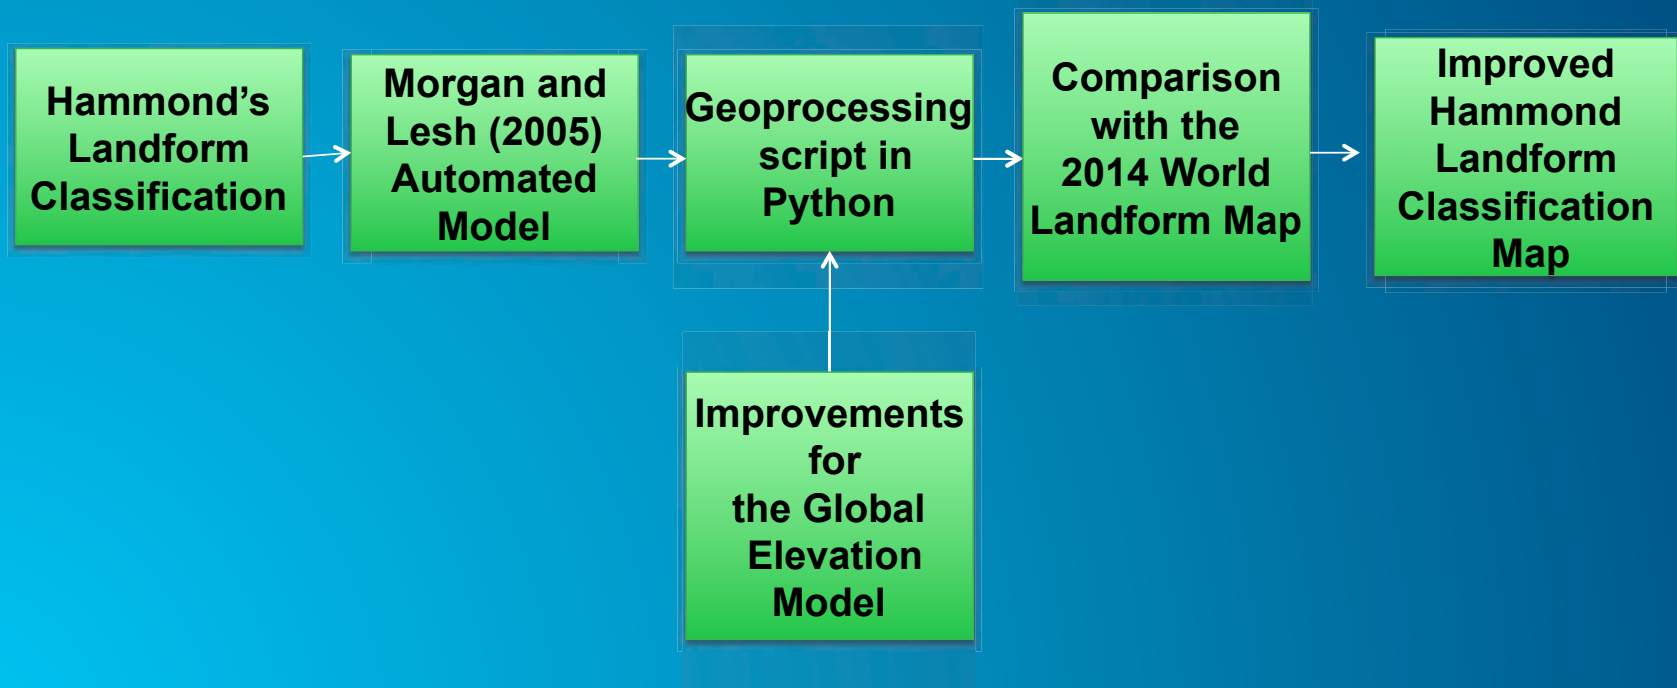 Hammond’s
Landform
Classification
Morgan and
Lesh (2005)
Automated
Model
Geoprocessing
script in
Python
Comparison
with the
2014 World
Landform Map
Improved
Hammond
Landform
Classification
Map
Improvements
for
the Global
Elevation
Model